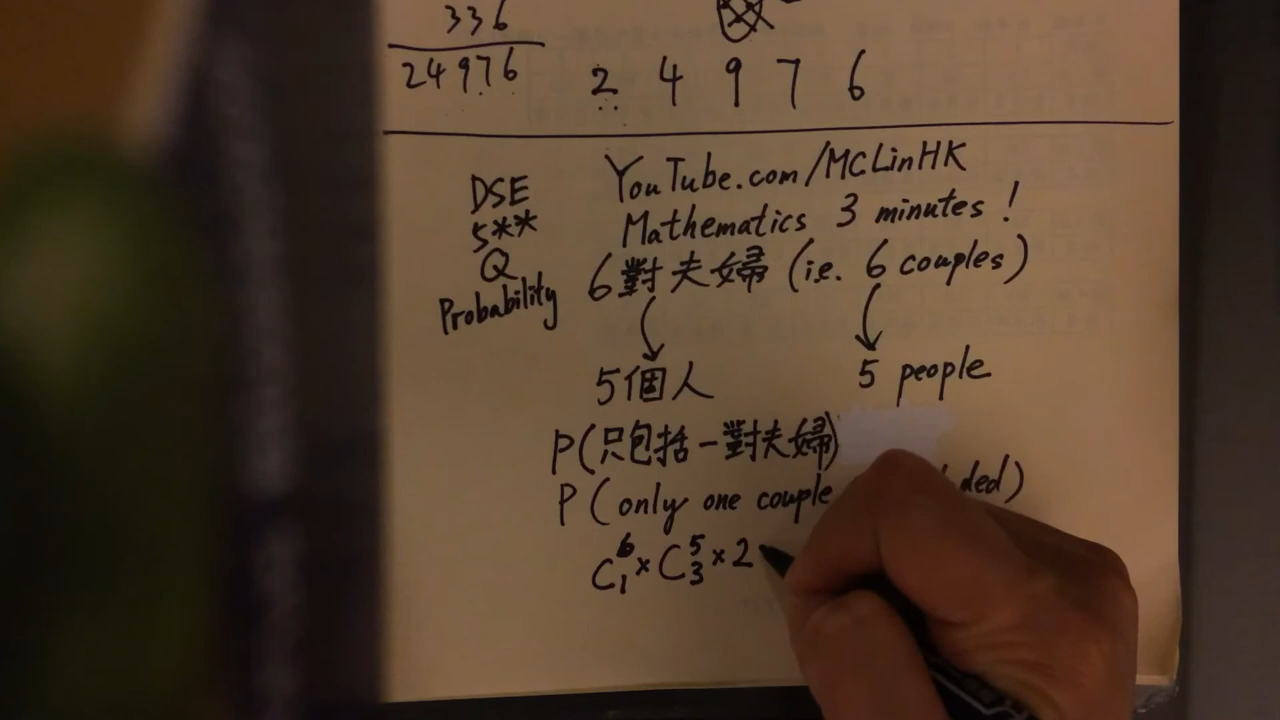 336
24976 2 4 9 7 6
DSE
5**
Q
Probability
YouTube.com/MCLinHK
Mathematics 3 minutes !
6對夫婦 (i.e. 6 couples)
5個人 5 people
P(只包括一對夫婦)
P (only one couple ded)
C⁶₁ × C⁵₃ × 2